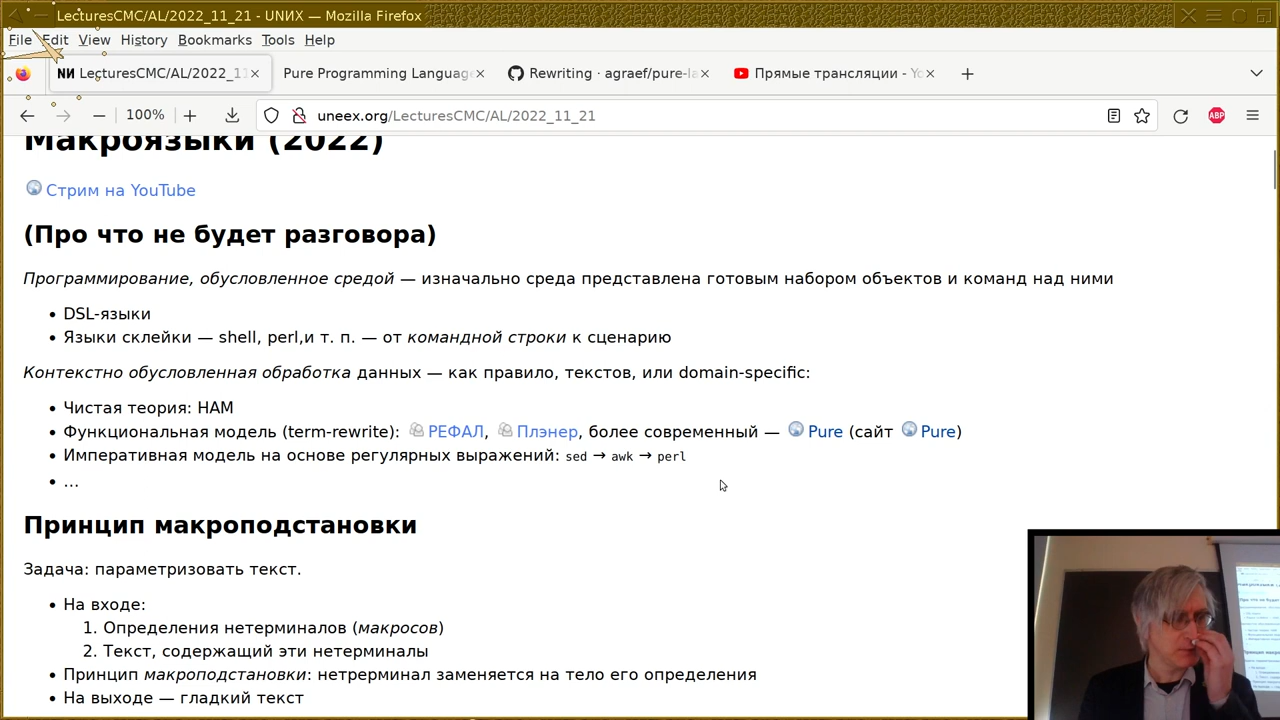 LecturesCMC/AL/2022_11_21 - UNИX — Mozilla Firefox
File Edit View History Bookmarks Tools Help
NИ LecturesCMC/AL/2022_11 Pure Programming Language Rewriting · agraef/pure-la Прямые трансляции - Yo
100% uneex.org/LecturesCMC/AL/2022_11_21 ABP
Макроязыки (2022)
Стрим на YouTube
(Про что не будет разговора)
Программирование, обусловленное средой — изначально среда представлена готовым набором объектов и команд над ними
• DSL-языки
• Языки склейки — shell, perl,и т. п. — от командной строки к сценарию
Контекстно обусловленная обработка данных — как правило, текстов, или domain-specific:
• Чистая теория: НАМ
• Функциональная модель (term-rewrite): РЕФАЛ, Плэнер, более современный — Pure (сайт Pure)
• Императивная модель на основе регулярных выражений: sed → awk → perl
• …
Принцип макроподстановки
Задача: параметризовать текст.
• На входе:
1. Определения нетерминалов (макросов)
2. Текст, содержащий эти нетерминалы
• Принцип макроподстановки: нетрерминал заменяется на тело его определения
• На выходе — гладкий текст